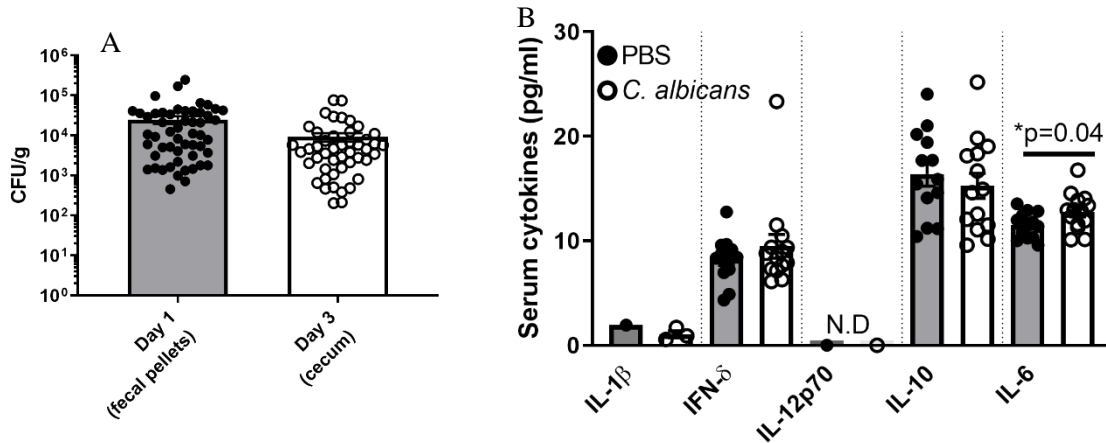 A
CFU/g
10⁶
10⁵
10⁴
10³
10²
10¹
10⁰
Day 1
(fecal pellets)
Day 3
(cecum)
B
Serum cytokines (pg/ml)
30
20
10
0
PBS
C. albicans
*p=0.04
N.D
IL-1β
IFN-δ
IL-12p70
IL-10
IL-6